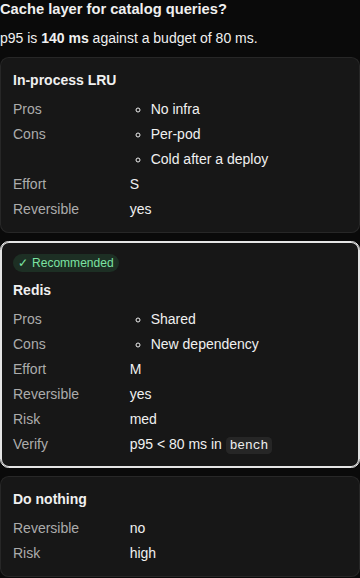 Cache layer for catalog queries?
p95 is 140 ms against a budget of 80 ms.
In-process LRU
Pros ◦ No infra
Cons ◦ Per-pod
◦ Cold after a deploy
Effort S
Reversible yes
✓ Recommended
Redis
Pros ◦ Shared
Cons ◦ New dependency
Effort M
Reversible yes
Risk med
Verify p95 < 80 ms in bench
Do nothing
Reversible no
Risk high